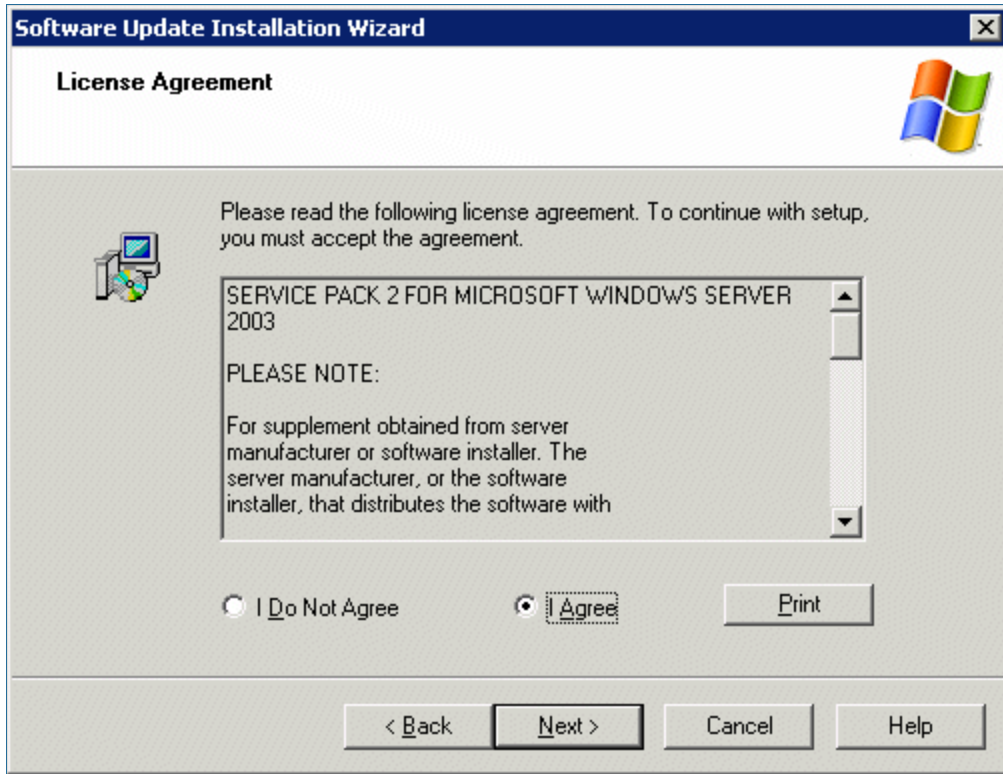 Software Update Installation Wizard
License Agreement
Please read the following license agreement. To continue with setup,
you must accept the agreement.
SERVICE PACK 2 FOR MICROSOFT WINDOWS SERVER
2003
PLEASE NOTE:
For supplement obtained from server
manufacturer or software installer. The
server manufacturer, or the software
installer, that distributes the software with
I Do Not Agree
I Agree
Print
< Back
Next >
Cancel
Help